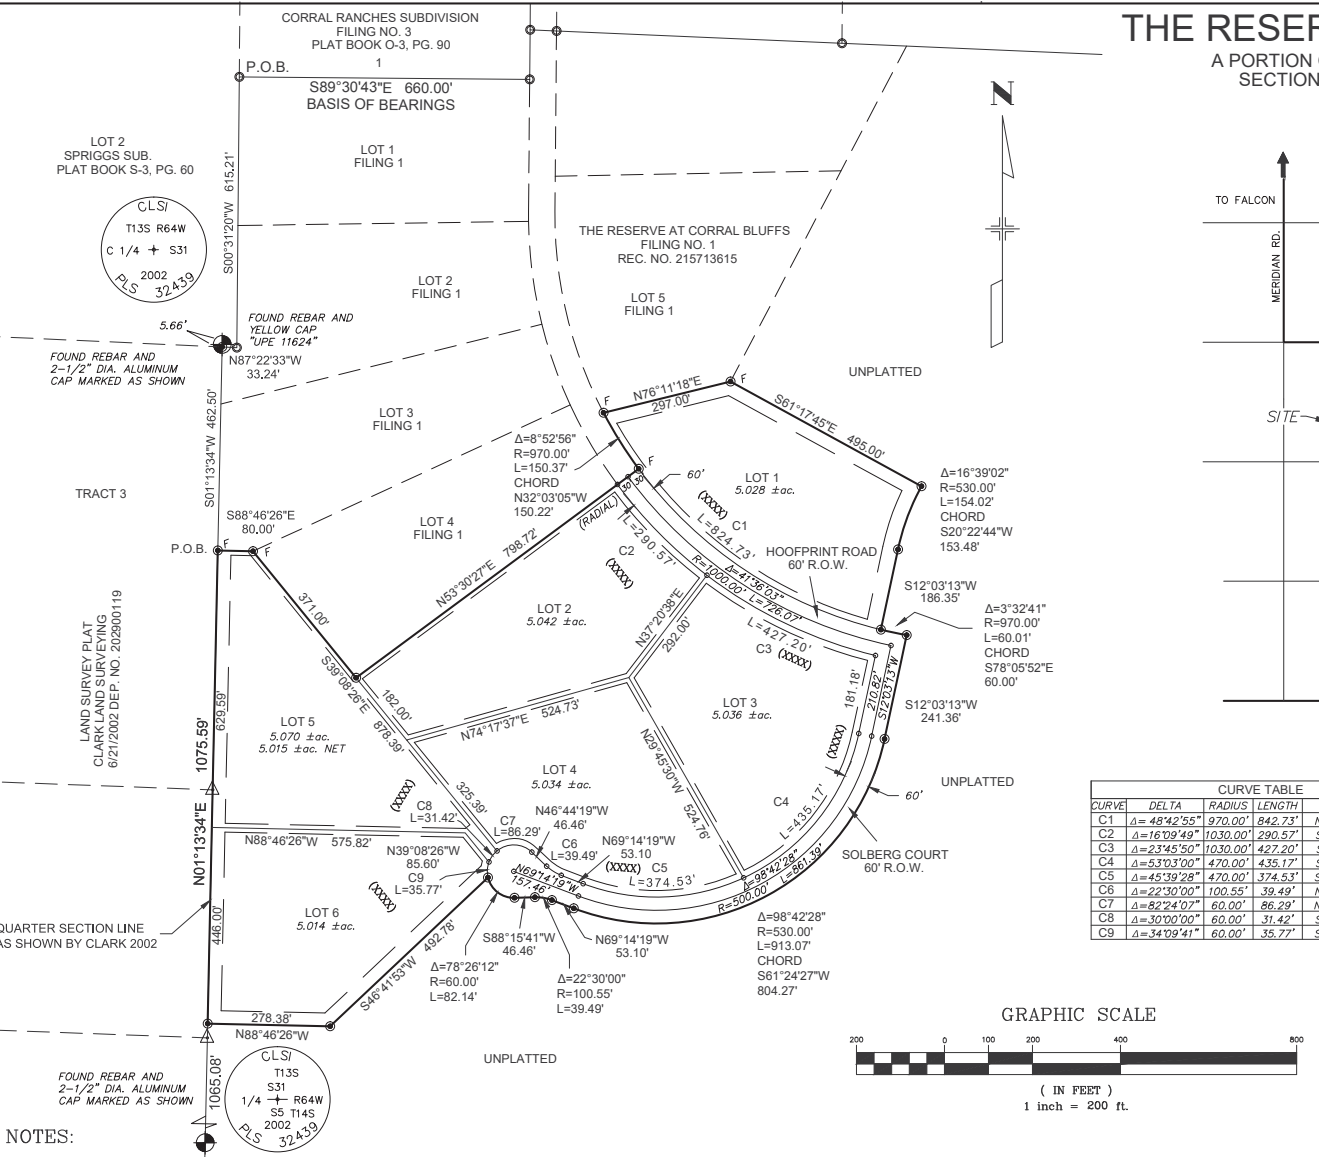 CORRAL RANCHES SUBDIVISION
FILING NO. 3
PLAT BOOK O-3, PG. 90
1
P.O.B.
S89°30'43"E 660.00'
BASIS OF BEARINGS
THE RESER
A PORTION
SECTION
N
LOT 2
SPRIGGS SUB.
PLAT BOOK S-3, PG. 60
LOT 1
FILING 1
S00°31'20"W 615.21'
CLSI
T13S R64W
C 1/4 S31
2002
PLS 32439
TO FALCON
MERIDIAN RD.
THE RESERVE AT CORRAL BLUFFS
FILING NO. 1
REC. NO. 215713615
LOT 2
FILING 1
LOT 5
FILING 1
5.66'
FOUND REBAR AND
YELLOW CAP
"UPE 11624"
FOUND REBAR AND
2-1/2" DIA. ALUMINUM
CAP MARKED AS SHOWN
N87°22'33"W
33.24'
UNPLATTED
N76°11'18"E
297.00'
F
F
S61°17'45"E 495.00'
S01°13'34"W 462.50'
LOT 3
FILING 1
SITE
Δ=8°52'56"
R=970.00'
L=150.37'
CHORD
N32°03'05"W
150.22'
F
60'
30'
30'
(RADIAL)
LOT 1
5.028 ±ac.
(XXXX)
C1
L=824.73'
Δ=16°39'02"
R=530.00'
L=154.02'
CHORD
S20°22'44"W
153.48'
TRACT 3
S88°46'26"E
80.00'
LOT 4
FILING 1
P.O.B.
F
F
N53°30'27"E 798.72'
L=290.57'
C2
(XXXX)
HOOFPRINT ROAD
60' R.O.W.
Δ=41°36'03"
R=1000.00' L=726.07'
L=427.20'
C3 (XXXX)
S12°03'13"W
186.35'
Δ=3°32'41"
R=970.00'
L=60.01'
CHORD
S78°05'52"E
60.00'
371.00'
LOT 2
5.042 ±ac.
N37°20'38"E
292.00'
LAND SURVEY PLAT
CLARK LAND SURVEYING
6/21/2002 DEP. NO. 202900119
S39°08'26"E 878.39'
182.00'
N74°17'37"E 524.73'
LOT 3
5.036 ±ac.
181.18'
210.82'
S12°03'13"W
S12°03'13"W
241.36'
629.59'
1075.59'
N01°13'34"E
LOT 5
5.070 ±ac.
5.015 ±ac. NET
N29°45'30"W 524.76'
(XXXX)
UNPLATTED
60'
LOT 4
5.034 ±ac.
325.39'
(XXXX)
C8
L=31.42'
C7
L=86.29'
N46°44'19"W
46.46'
C6
L=39.49'
N69°14'19"W
53.10
C4
L=435.17'
SOLBERG COURT
60' R.O.W.
CURVE TABLE
CURVE DELTA RADIUS LENGTH
C1 Δ= 48°42'55" 970.00' 842.73' N
C2 Δ=16°09'49" 1030.00' 290.57' S
C3 Δ=23°45'50" 1030.00' 427.20' S
C4 Δ=53°03'00" 470.00' 435.17' S
C5 Δ=45°39'28" 470.00' 374.53' S
C6 Δ=22°30'00" 100.55' 39.49' N
C7 Δ=82°24'07" 60.00' 86.29' N
C8 Δ=30°00'00" 60.00' 31.42' S
C9 Δ=34°09'41" 60.00' 35.77' S
N88°46'26"W 575.82'
N39°08'26"W
85.60'
C9
L=35.77'
(XXXX)
N69°14'19"W
157.46'
(XXXX) C5
L=374.53'
Δ=98°42'28"
R=500.00' L=861.39'
LOT 6
5.014 ±ac.
446.00'
QUARTER SECTION LINE
AS SHOWN BY CLARK 2002
S46°41'53"W 492.78'
S88°15'41"W
46.46'
N69°14'19"W
53.10'
Δ=78°26'12"
R=60.00'
L=82.14'
Δ=22°30'00"
R=100.55'
L=39.49'
Δ=98°42'28"
R=530.00'
L=913.07'
CHORD
S61°24'27"W
804.27'
278.38'
N88°46'26"W
UNPLATTED
GRAPHIC SCALE
200 0 100 200 400 800
( IN FEET )
1 inch = 200 ft.
FOUND REBAR AND
2-1/2" DIA. ALUMINUM
CAP MARKED AS SHOWN
1065.08'
CLSI
T13S
S31
1/4 R64W
S5 T14S
2002
PLS 32439
NOTES: